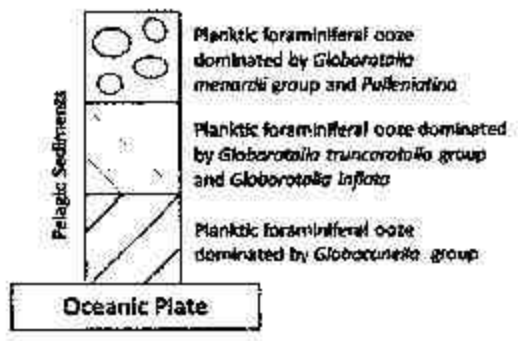 Planktic foraminiferal ooze
dominated by Globorotalia
menardii group and Pulleniatina
Planktic foraminiferal ooze dominated
by Globorotalia truncorotalia group
and Globorotalia inflata
Planktic foraminiferal ooze
dominated by Globoconella group
Pelagic Sediments
Oceanic Plate